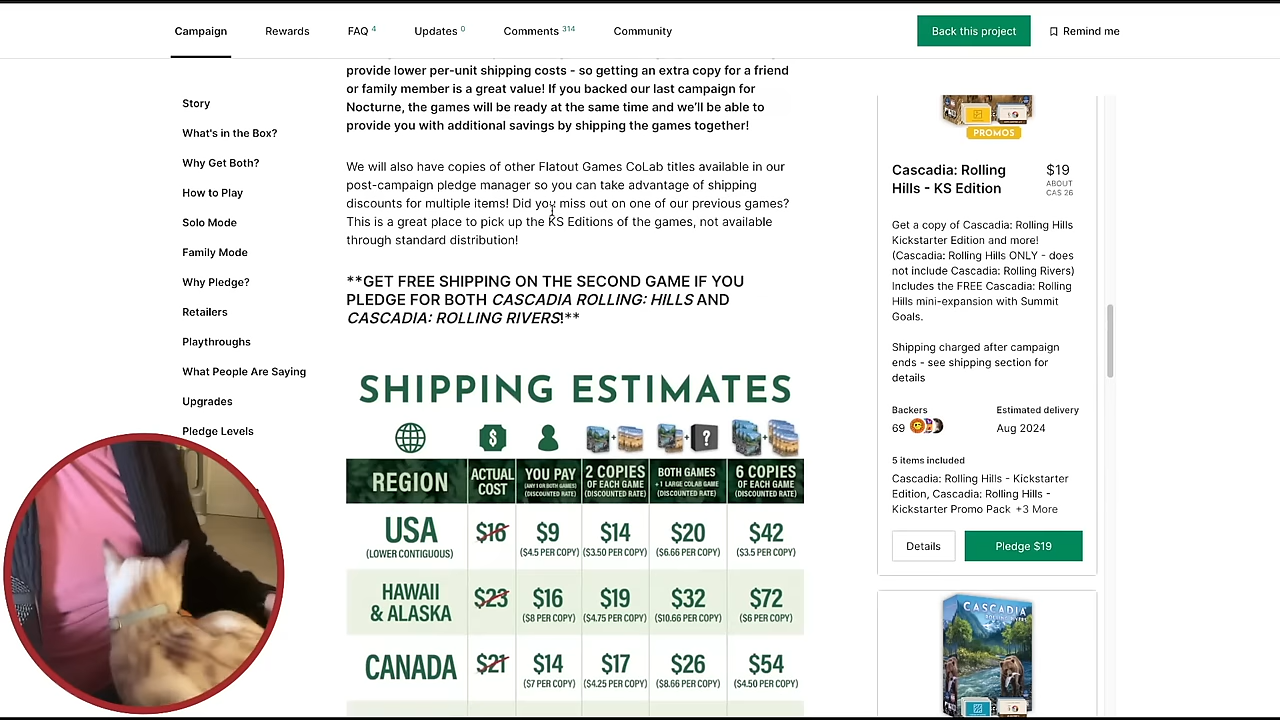 Campaign
Rewards
FAQ 4
Updates 0
Comments 314
Community
Back this project
Remind me
Story
What's in the Box?
Why Get Both?
How to Play
Solo Mode
Family Mode
Why Pledge?
Retailers
Playthroughs
What People Are Saying
Upgrades
Pledge Levels
provide lower per-unit shipping costs - so getting an extra copy for a friend
or family member is a great value! If you backed our last campaign for
Nocturne, the games will be ready at the same time and we'll be able to
provide you with additional savings by shipping the games together!
We will also have copies of other Flatout Games CoLab titles available in our
post-campaign pledge manager so you can take advantage of shipping
discounts for multiple items! Did you miss out on one of our previous games?
This is a great place to pick up the KS Editions of the games, not available
through standard distribution!
**GET FREE SHIPPING ON THE SECOND GAME IF YOU
PLEDGE FOR BOTH CASCADIA ROLLING: HILLS AND
CASCADIA: ROLLING RIVERS!**
SHIPPING ESTIMATES
REGION
ACTUAL COST
YOU PAY (ANY 1 OR BOTH GAMES) (DISCOUNTED RATE)
2 COPIES OF EACH GAME (DISCOUNTED RATE)
BOTH GAMES + 1 LARGE COLAB GAME (DISCOUNTED RATE)
6 COPIES OF EACH GAME (DISCOUNTED RATE)
USA $16 $9 $14 $20 $42
(LOWER CONTIGUOUS) ($4.5 PER COPY) ($3.50 PER COPY) ($6.66 PER COPY) ($3.5 PER COPY)
HAWAII & ALASKA $23 $16 $19 $32 $72
($8 PER COPY) ($4.75 PER COPY) ($10.66 PER COPY) ($6 PER COPY)
CANADA $21 $14 $17 $26 $54
($7 PER COPY) ($4.25 PER COPY) ($8.66 PER COPY) ($4.50 PER COPY)
PROMOS
Cascadia: Rolling $19
Hills - KS Edition ABOUT
CAS 26
Get a copy of Cascadia: Rolling Hills
Kickstarter Edition and more!
(Cascadia: Rolling Hills ONLY - does
not include Cascadia: Rolling Rivers)
Includes the FREE Cascadia: Rolling
Hills mini-expansion with Summit
Goals.
Shipping charged after campaign
ends - see shipping section for
details
Backers Estimated delivery
69 Aug 2024
5 items included
Cascadia: Rolling Hills - Kickstarter
Edition, Cascadia: Rolling Hills -
Kickstarter Promo Pack +3 More
Details
Pledge $19
CASCADIA